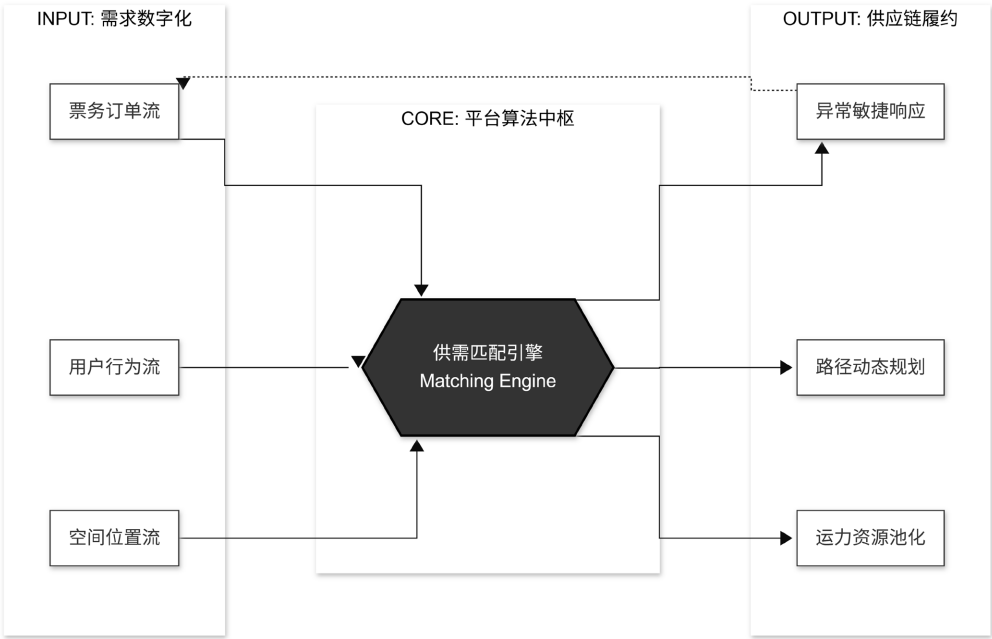 INPUT: 需求数字化
票务订单流
用户行为流
空间位置流
CORE: 平台算法中枢
供需匹配引擎
Matching Engine
OUTPUT: 供应链履约
异常敏捷响应
路径动态规划
运力资源池化